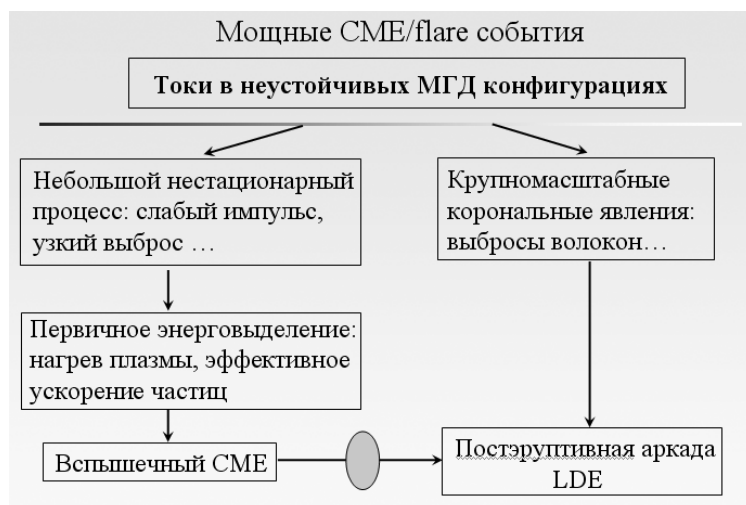 Мощные CME/flare события
Токи в неустойчивых МГД конфигурациях
Небольшой нестационарный
процесс: слабый импульс,
узкий выброс ...
Крупномасштабные
корональные явления:
выбросы волокон...
Первичное энерговыделение:
нагрев плазмы, эффективное
ускорение частиц
Вспышечный CME
Постэруптивная аркада
LDE